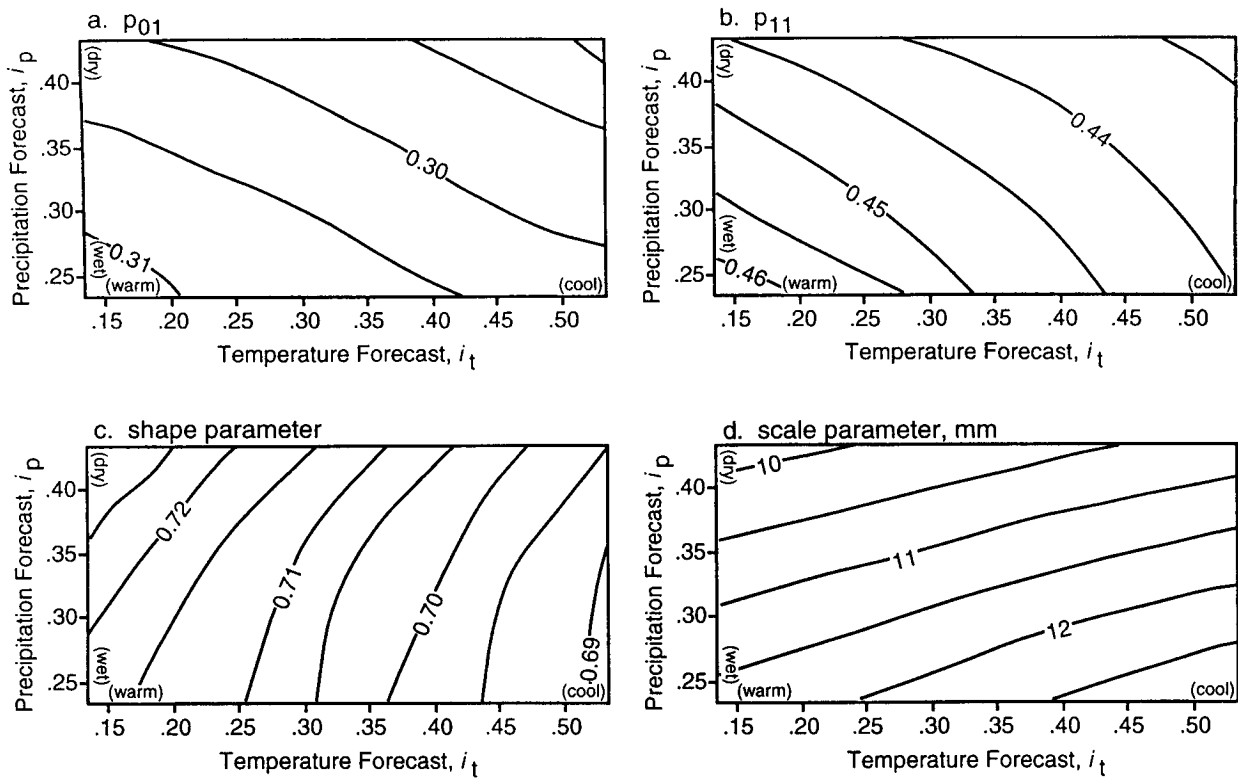 a. p01
(dry)
.40
.35
.30
.25
Precipitation Forecast, ip
0.30
0.31
(wet)
(warm)
(cool)
.15 .20 .25 .30 .35 .40 .45 .50
Temperature Forecast, it
b. p11
(dry)
.40
.35
.30
.25
Precipitation Forecast, ip
0.44
0.45
0.46
(wet)
(warm)
(cool)
.15 .20 .25 .30 .35 .40 .45 .50
Temperature Forecast, it
c. shape parameter
(dry)
.40
.35
.30
.25
Precipitation Forecast, ip
0.72
0.71
0.70
0.69
(wet)
(warm)
(cool)
.15 .20 .25 .30 .35 .40 .45 .50
Temperature Forecast, it
d. scale parameter, mm
(dry)
.40
.35
.30
.25
Precipitation Forecast, ip
10
11
12
(wet)
(warm)
(cool)
.15 .20 .25 .30 .35 .40 .45 .50
Temperature Forecast, it